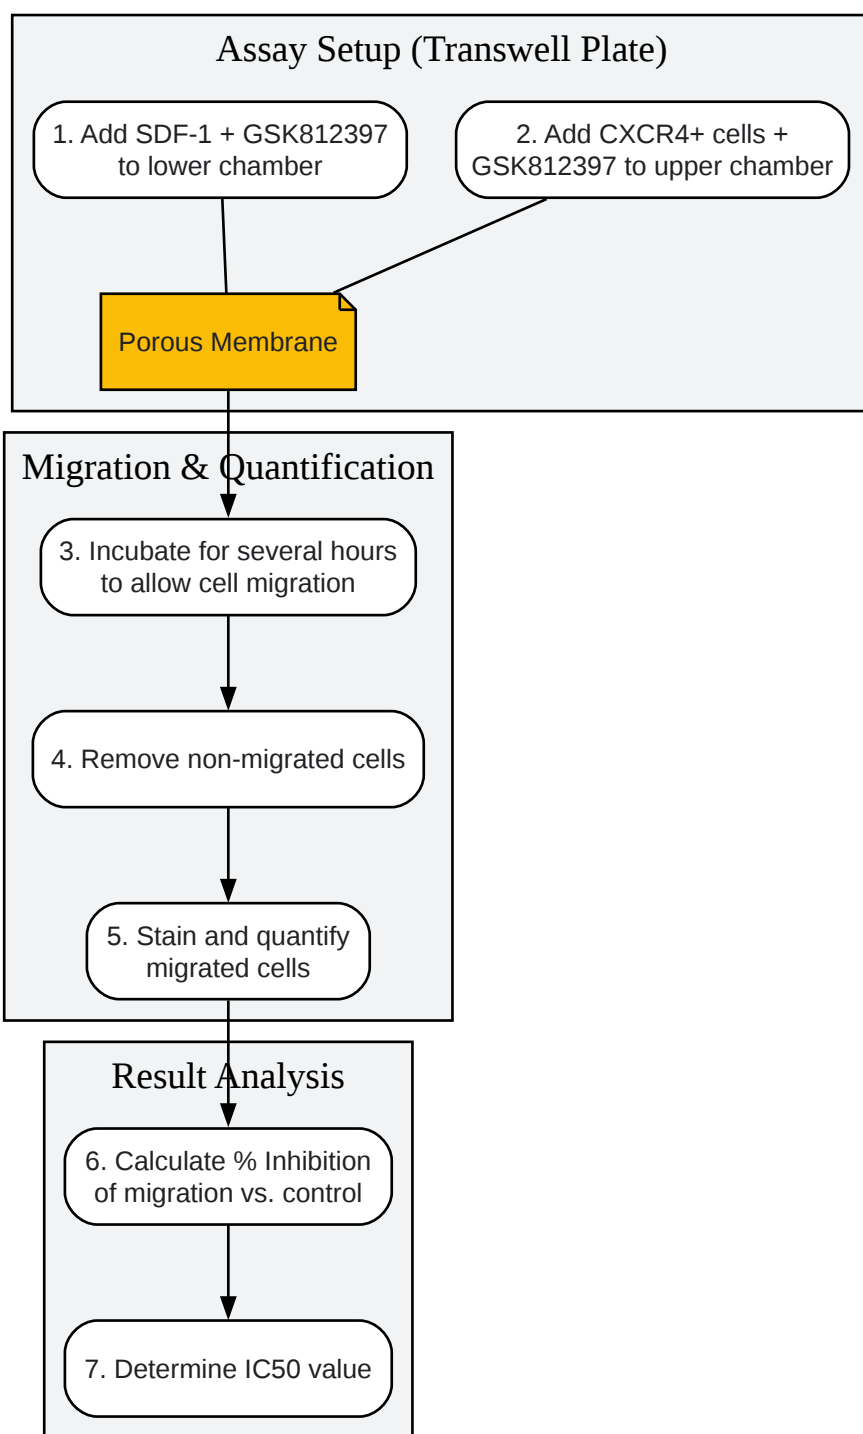 Assay Setup (Transwell Plate)
1. Add SDF-1 + GSK812397
to lower chamber
2. Add CXCR4+ cells +
GSK812397 to upper chamber
Porous Membrane
Migration & Quantification
3. Incubate for several hours
to allow cell migration
4. Remove non-migrated cells
5. Stain and quantify
migrated cells
Result Analysis
6. Calculate % Inhibition
of migration vs. control
7. Determine IC50 value